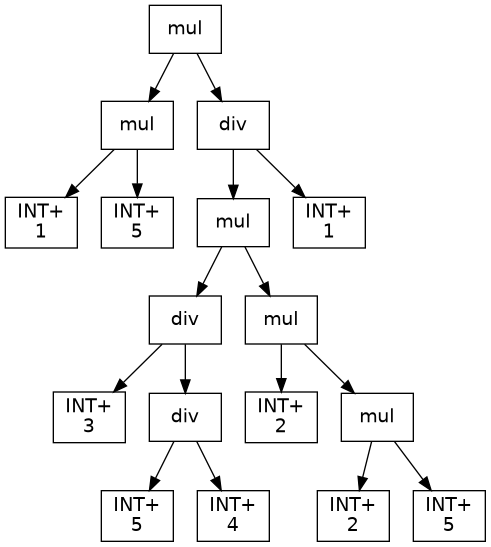 mul
mul
div
INT+
1
INT+
5
mul
INT+
1
div
mul
INT+
3
div
INT+
2
mul
INT+
5
INT+
4
INT+
2
INT+
5